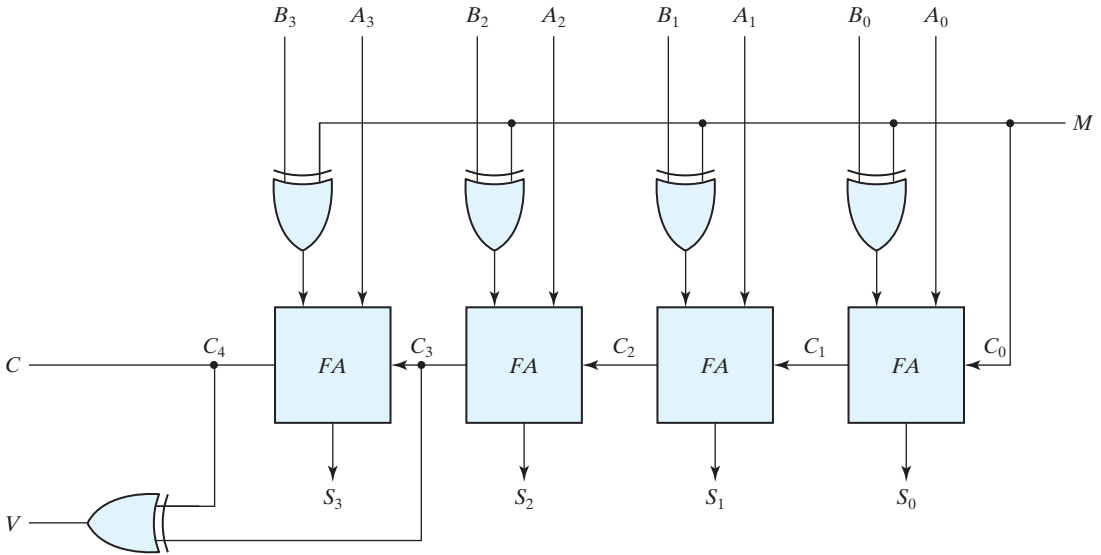 B3 A3 B2 A2 B1 A1 B0 A0
M
C C4 FA C3 FA C2 FA C1 FA C0
S3 S2 S1 S0
V